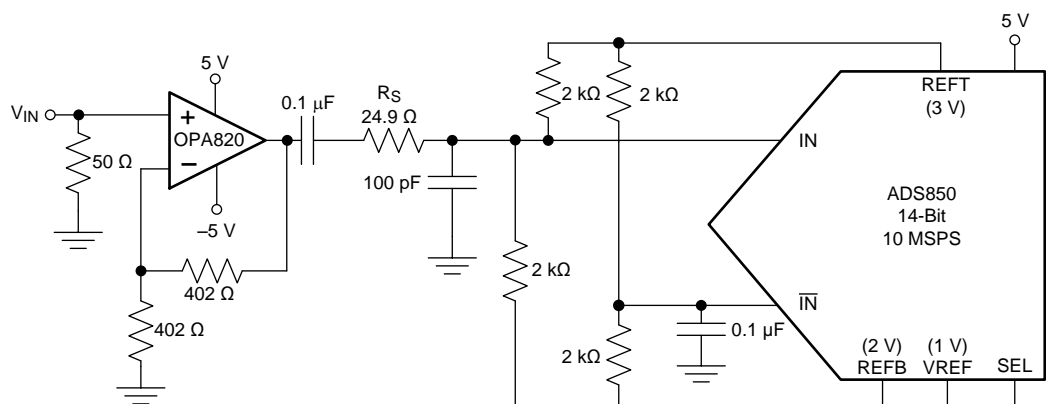 5 V
5 V
V_IN
OPA820
+
−
50 Ω
–5 V
402 Ω
402 Ω
0.1 µF
R_S
24.9 Ω
100 pF
2 kΩ
2 kΩ
2 kΩ
2 kΩ
0.1 µF
REFT
(3 V)
IN
ADS850
14-Bit
10 MSPS
I̅N̅
(2 V)
REFB
(1 V)
VREF
SEL